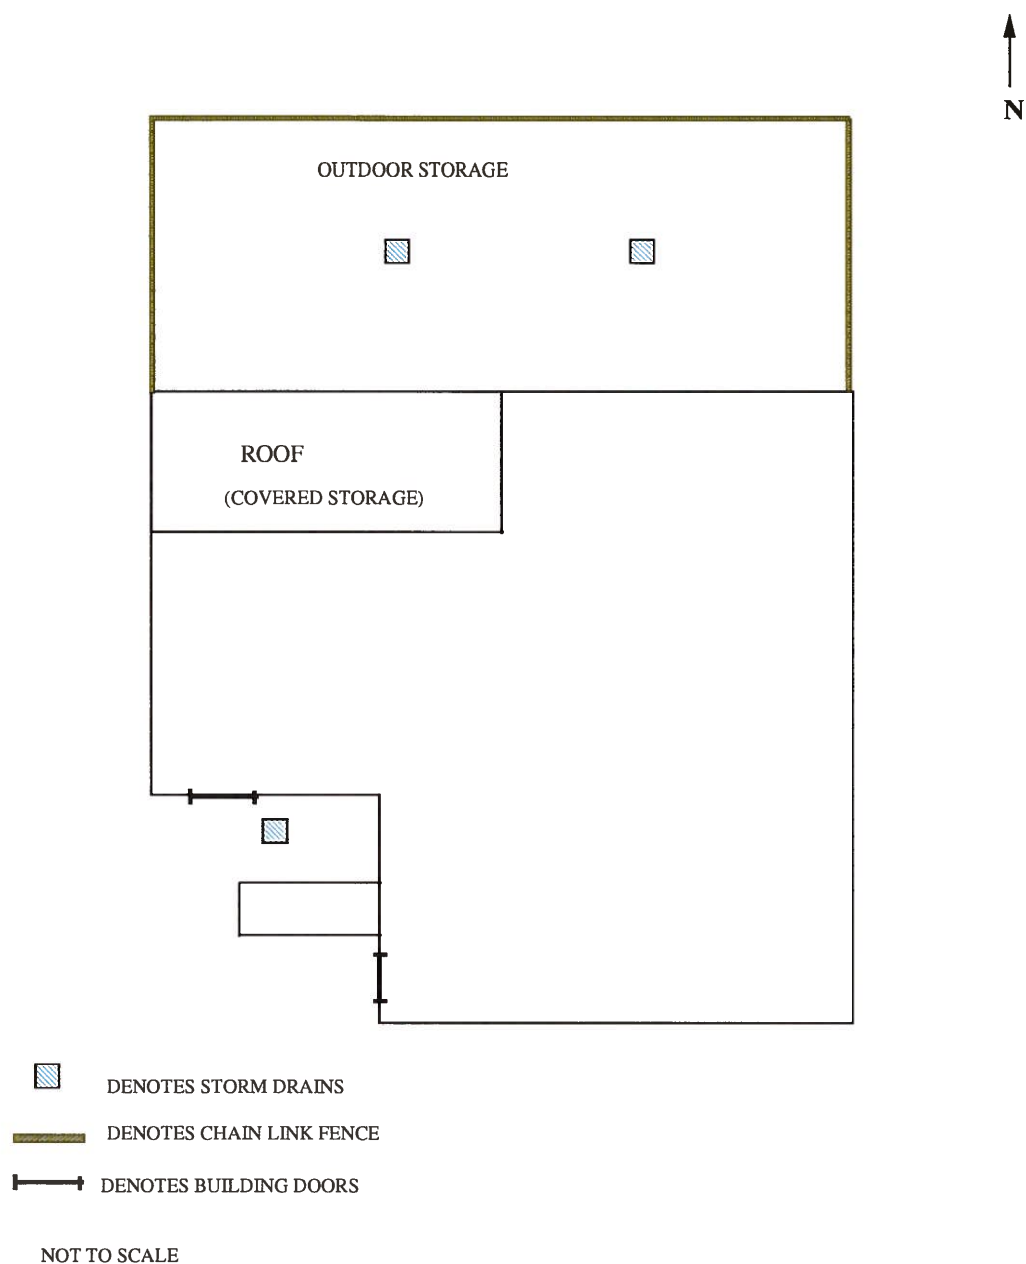 N
OUTDOOR STORAGE
ROOF
(COVERED STORAGE)
DENOTES STORM DRAINS
DENOTES CHAIN LINK FENCE
DENOTES BUILDING DOORS
NOT TO SCALE